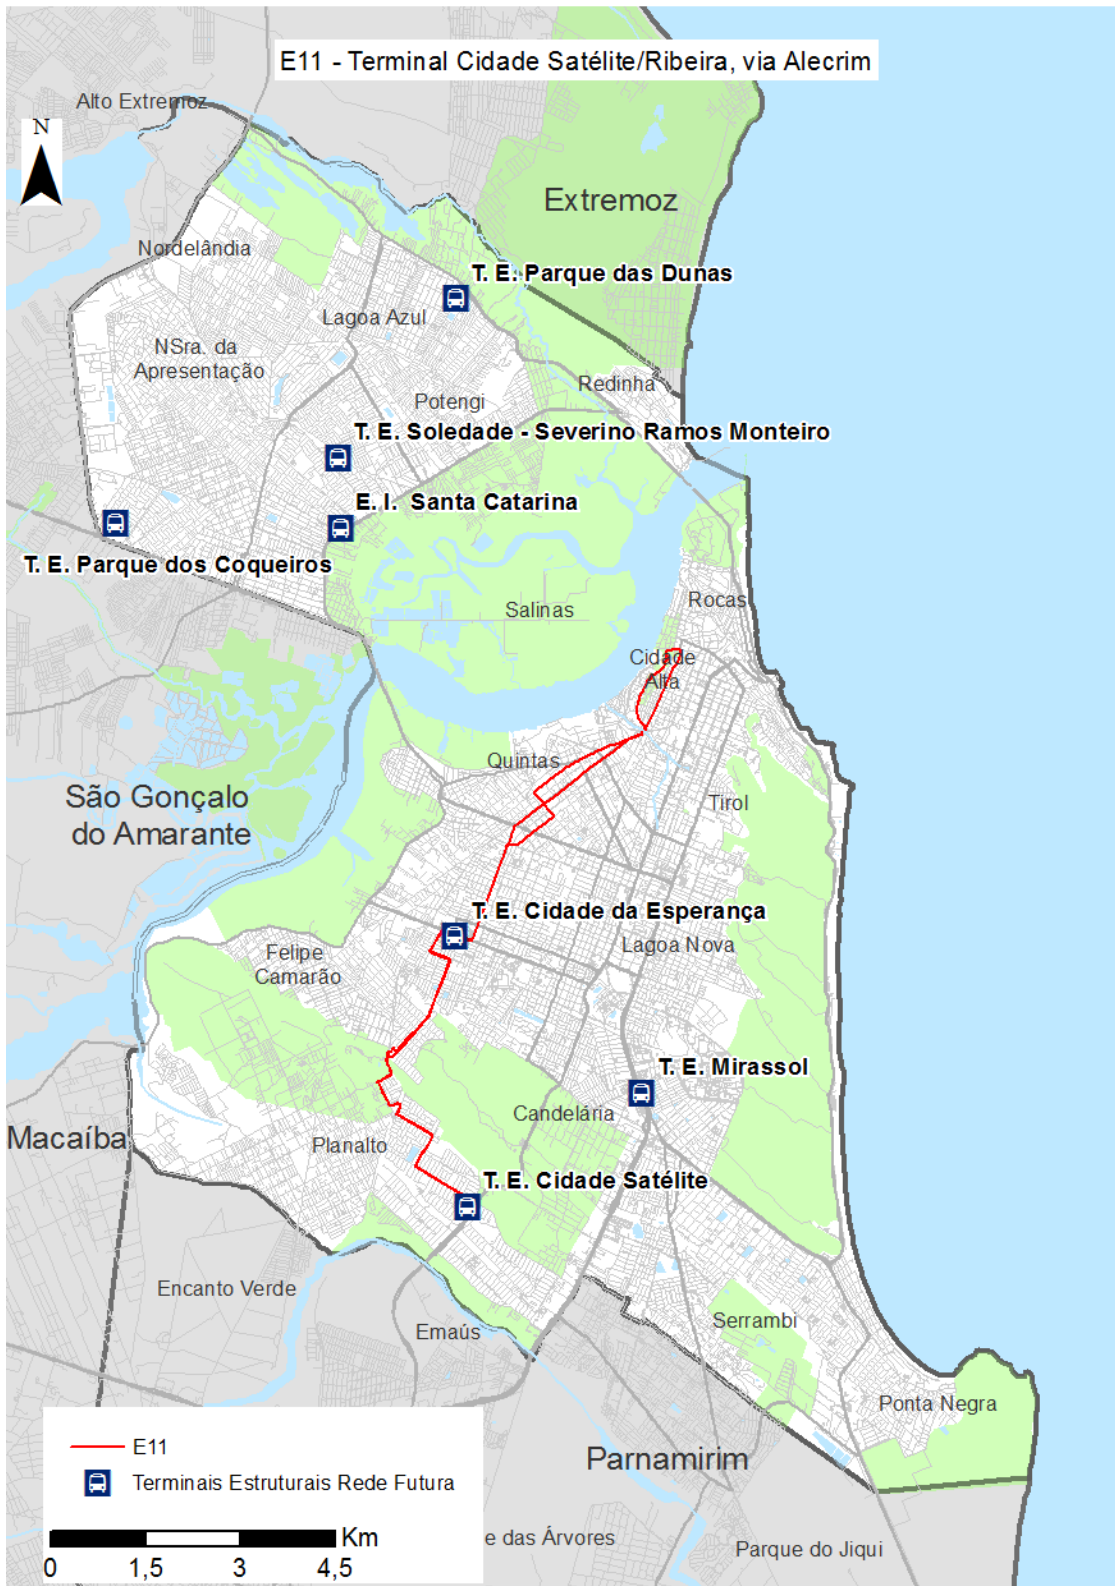 E11 - Terminal Cidade Satélite/Ribeira, via Alecrim
Alto Extremoz
N
Extremoz
Nordelândia
T. E. Parque das Dunas
Lagoa Azul
NSra. da
Apresentação
Redinha
Potengi
T. E. Soledade - Severino Ramos Monteiro
E. I. Santa Catarina
T. E. Parque dos Coqueiros
Rocas
Salinas
Cidade
Alta
Quintas
São Gonçalo
do Amarante
Tirol
T. E. Cidade da Esperança
Lagoa Nova
Felipe
Camarão
T. E. Mirassol
Candelária
Macaíba
Planalto
T. E. Cidade Satélite
Encanto Verde
Serrambi
Emaús
Ponta Negra
E11
Parnamirim
Terminais Estruturais Rede Futura
Km
e das Árvores
Parque do Jiqui
0 1,5 3 4,5